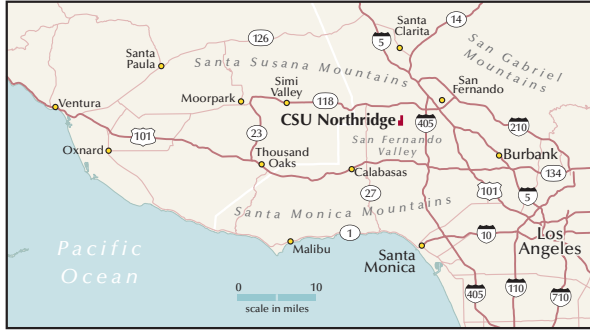 14
Santa
Clarita
126
5
San Gabriel
Mountains
Santa
Paula
Santa Susana Mountains
Simi
Valley
San
Fernando
Moorpark
118
Ventura
CSU Northridge
405
210
101
23
San Fernando
Valley
Oxnard
Thousand
Oaks
Burbank
Calabasas
134
27
101
5
Santa Monica Mountains
1
10
Los
Angeles
Pacific
Ocean
Malibu
Santa
Monica
0 10
scale in miles
405
110
710